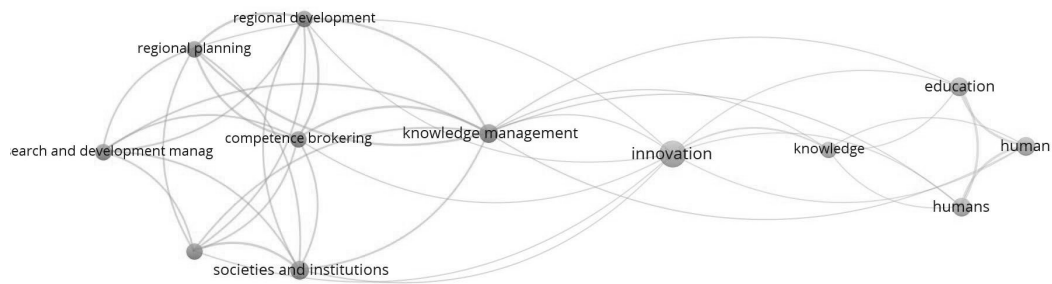 regional development
regional planning
education
knowledge management
competence brokering
human
knowledge
search and development manag
innovation
humans
societies and institutions